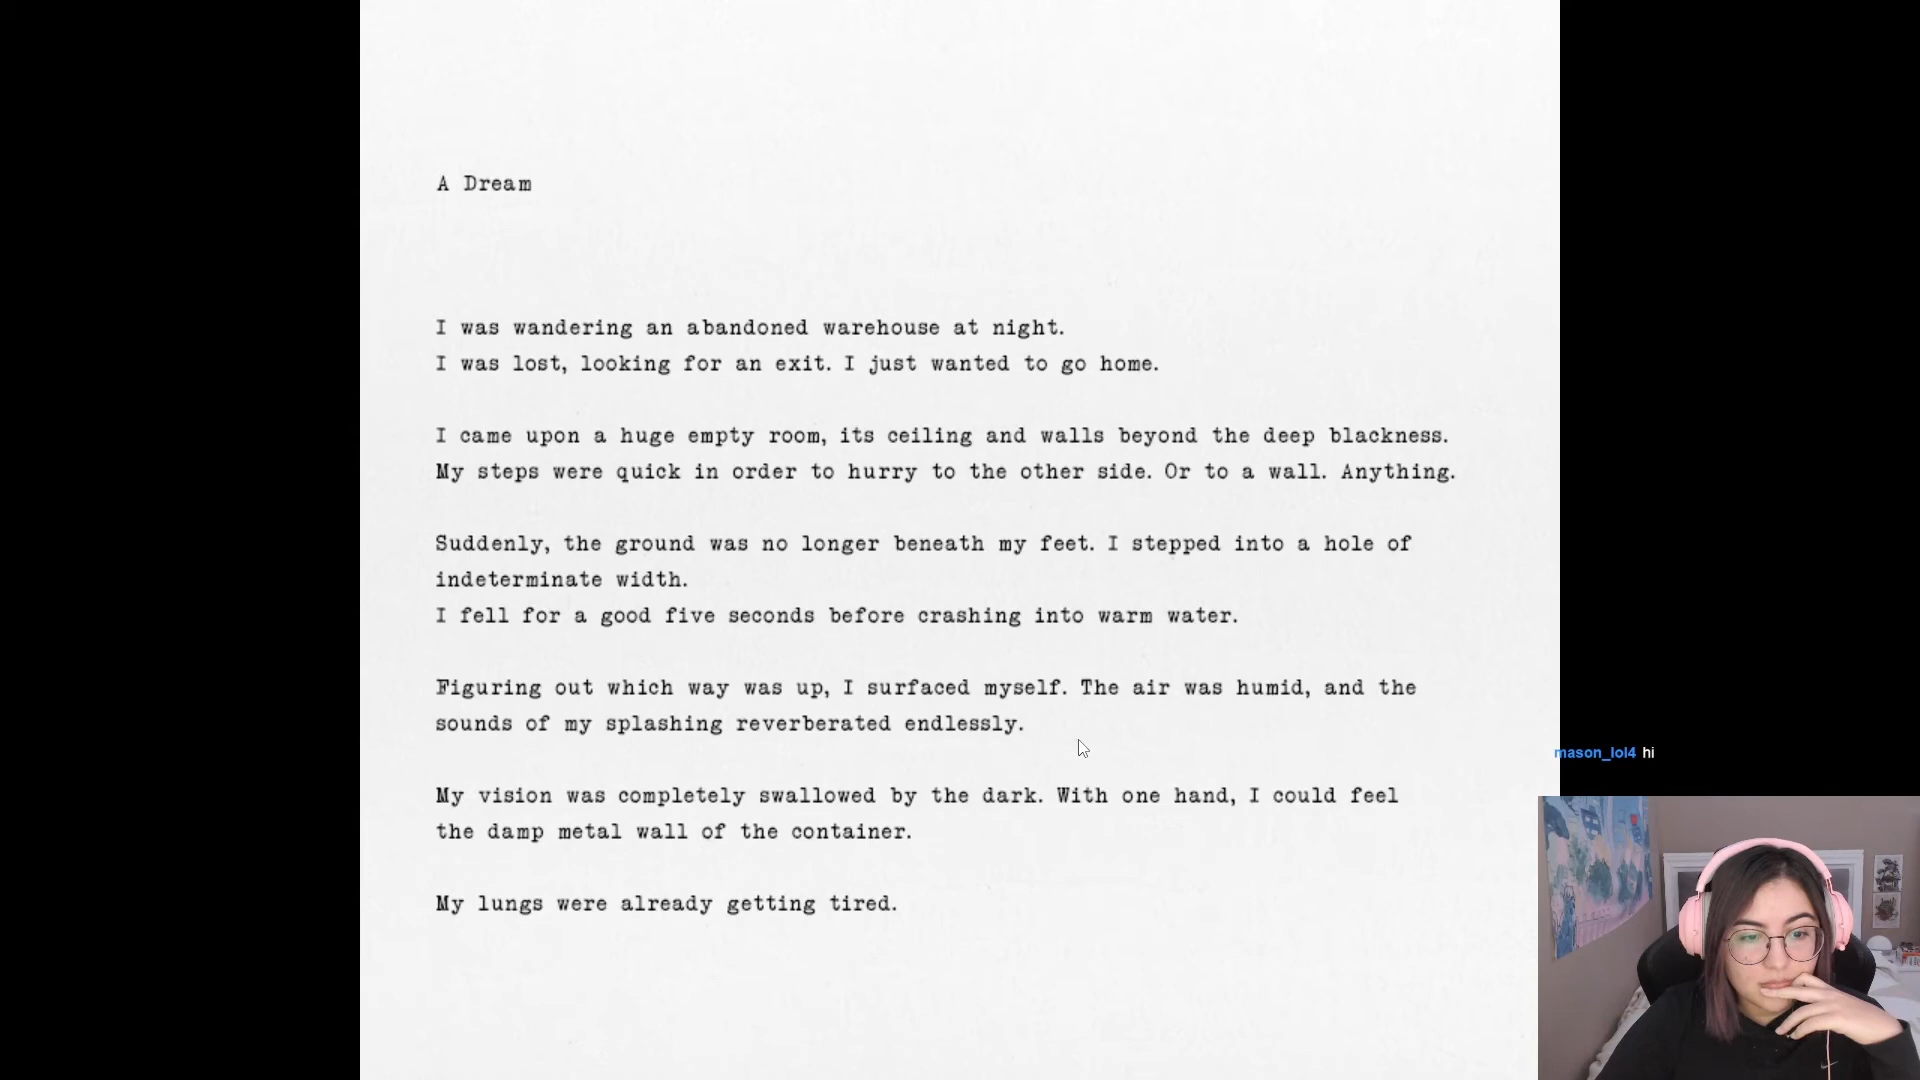 A Dream
I was wandering an abandoned warehouse at night.
I was lost, looking for an exit. I just wanted to go home.
I came upon a huge empty room, its ceiling and walls beyond the deep blackness.
My steps were quick in order to hurry to the other side. Or to a wall. Anything.
Suddenly, the ground was no longer beneath my feet. I stepped into a hole of
indeterminate width.
I fell for a good five seconds before crashing into warm water.
Figuring out which way was up, I surfaced myself. The air was humid, and the
sounds of my splashing reverberated endlessly.
My vision was completely swallowed by the dark. With one hand, I could feel
the damp metal wall of the container.
My lungs were already getting tired.
mason_lol4 hi